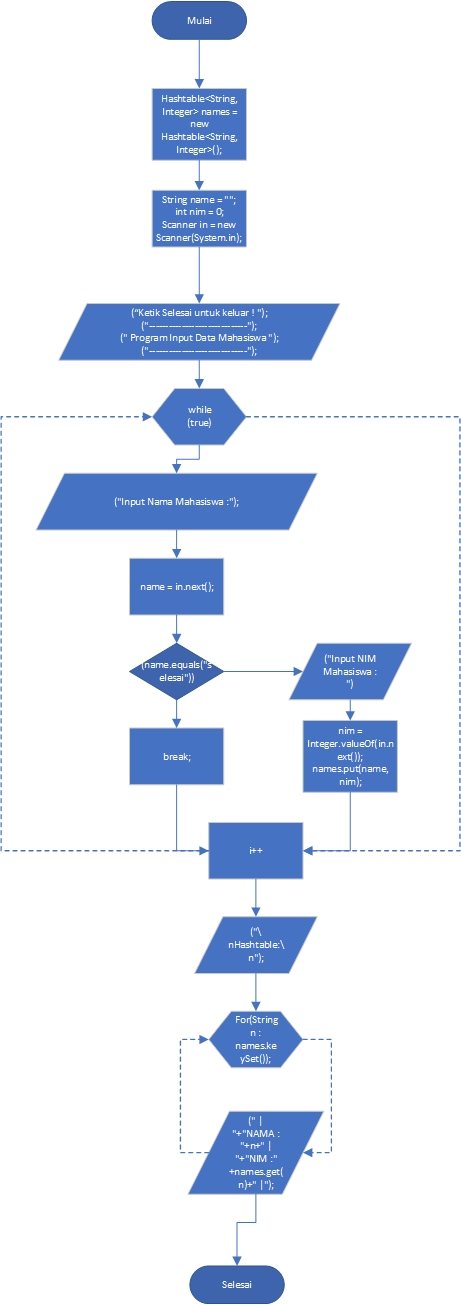 Mulai
Hashtable<String,
Integer> names =
new
Hashtable<String,
Integer>();
String name = "";
int nim = 0;
Scanner in = new
Scanner(System.in);
("Ketik Selesai untuk keluar ! ");
("------------------------------");
(" Program Input Data Mahasiswa ");
("------------------------------");
while
(true)
("Input Nama Mahasiswa :");
name = in.next();
(name.equals("s
elesai"))
("Input NIM
Mahasiswa :
")
break;
nim =
Integer.valueOf(in.n
ext());
names.put(name,
nim);
i++
("\
nHashtable:\
n");
For(String
n :
names.ke
ySet());
(" |
"+"NAMA :
"+n+" |
"+"NIM :"
+names.get(
n)+" |");
Selesai